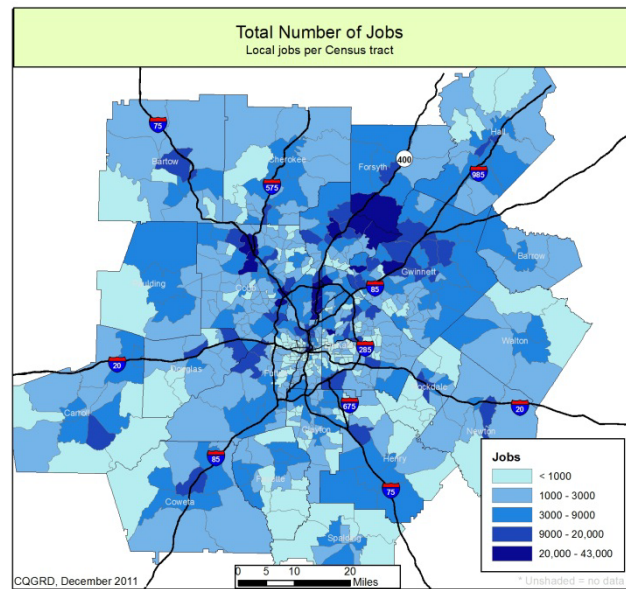 Total Number of Jobs
Local jobs per Census tract
75
Hall
Bartow
Cherokee
Forsyth
400
575
985
Gwinnett
Bartow
Paulding
Cobb
85
Walton
285
20
Douglas
Rockdale
Carroll
675
20
Clayton
Newton
85
Henry
Coweta
75
Spalding
Jobs
< 1000
1000 - 3000
3000 - 9000
9000 - 20,000
20,000 - 43,000
0 5 10 20
Miles
CQGRD, December 2011
* Unshaded = no data